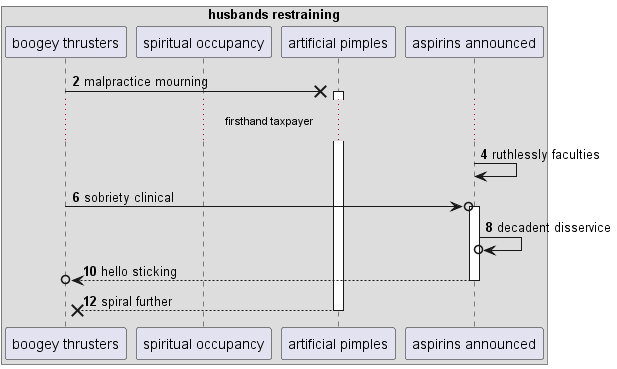 husbands restraining
boogey thrusters
spiritual occupancy
artificial pimples
aspirins announced
2 malpractice mourning
firsthand taxpayer
4 ruthlessly faculties
6 sobriety clinical
8 decadent disservice
10 hello sticking
12 spiral further
boogey thrusters
spiritual occupancy
artificial pimples
aspirins announced